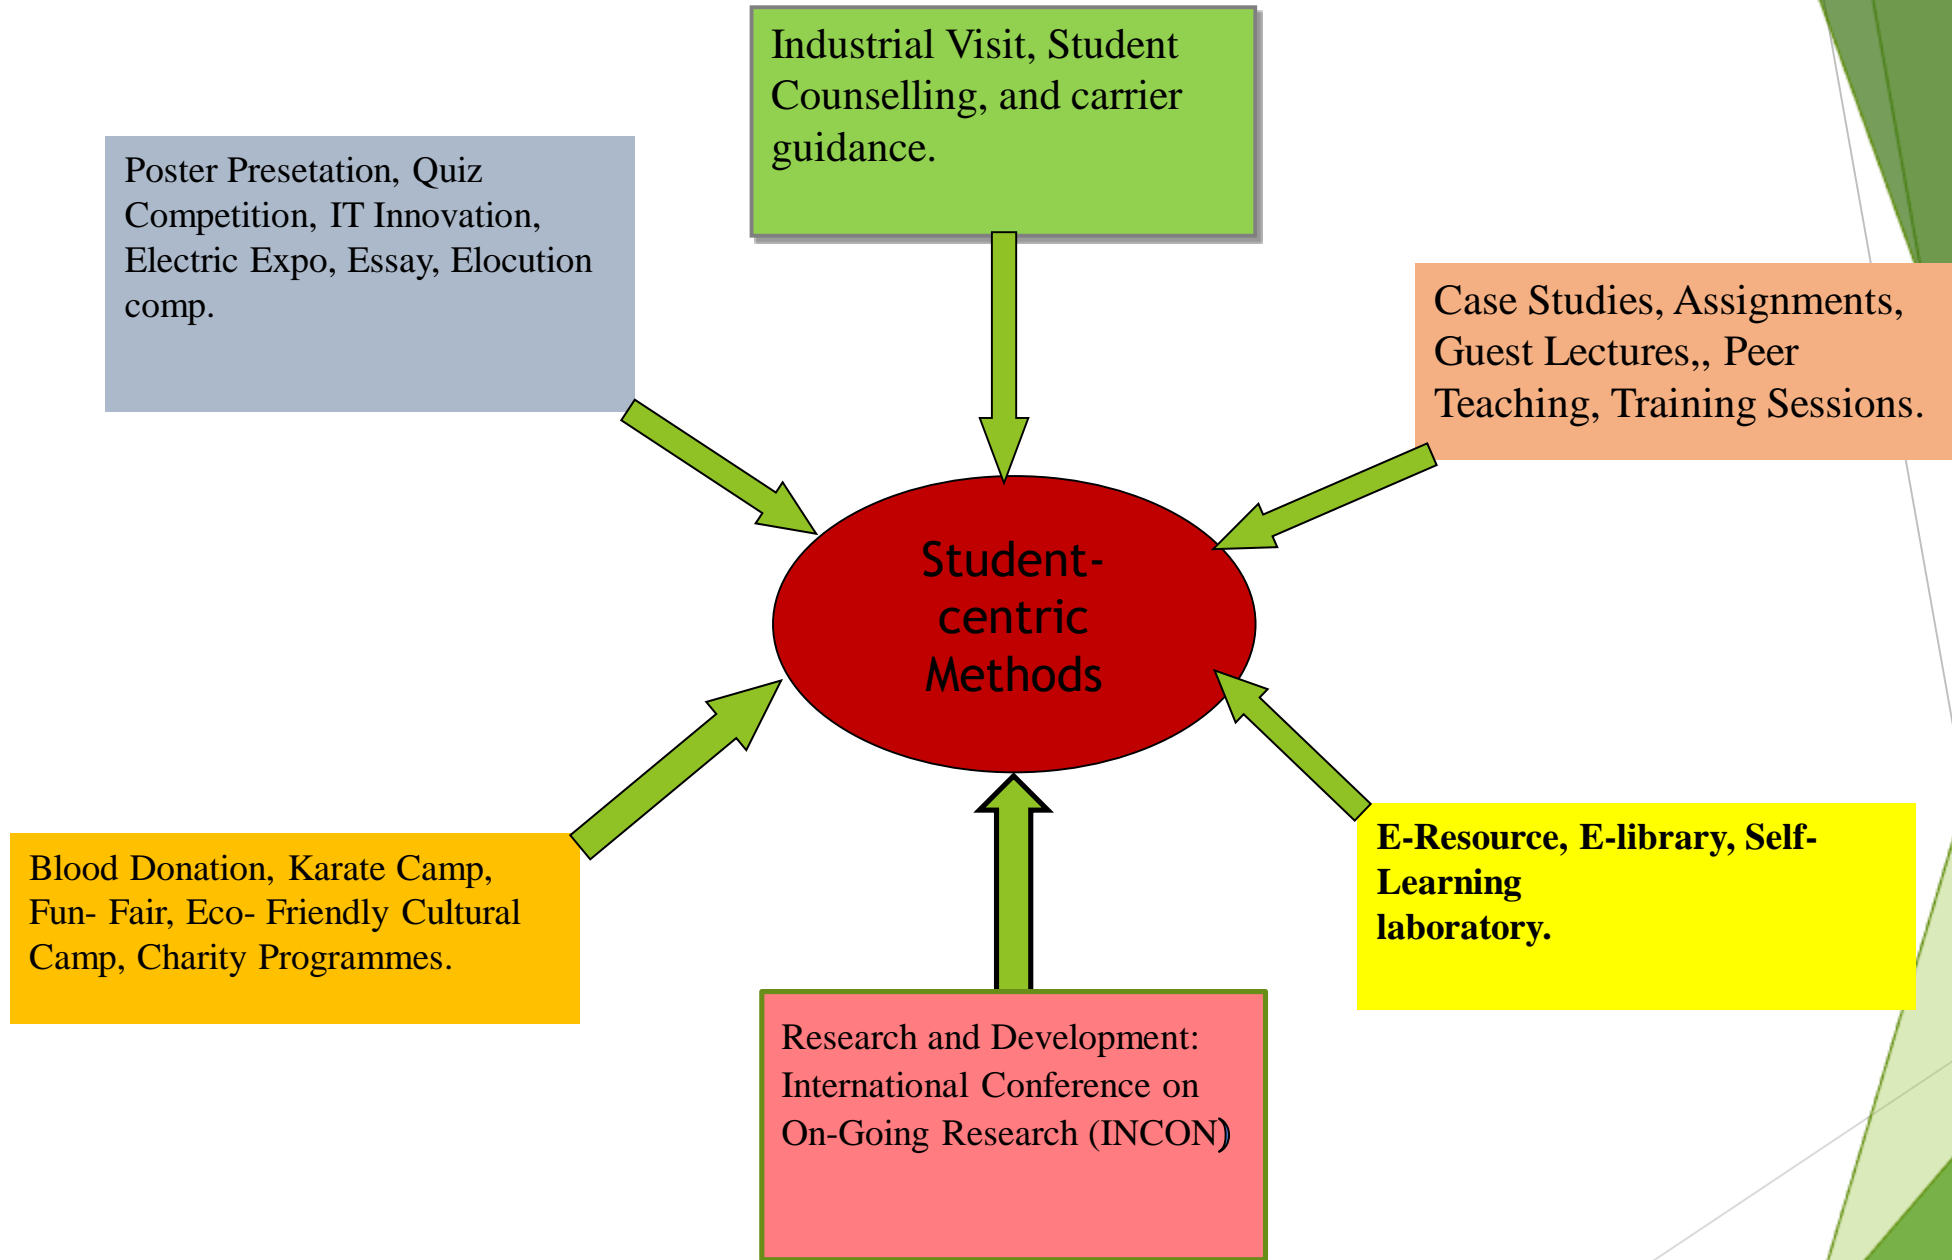 Industrial Visit, Student
Counselling, and carrier
guidance.
Poster Presetation, Quiz
Competition, IT Innovation,
Electric Expo, Essay, Elocution
comp.
Case Studies, Assignments,
Guest Lectures,, Peer
Teaching, Training Sessions.
Student-
centric
Methods
Blood Donation, Karate Camp,
Fun- Fair, Eco- Friendly Cultural
Camp, Charity Programmes.
E-Resource, E-library, Self-
Learning
laboratory.
Research and Development:
International Conference on
On-Going Research (INCON)